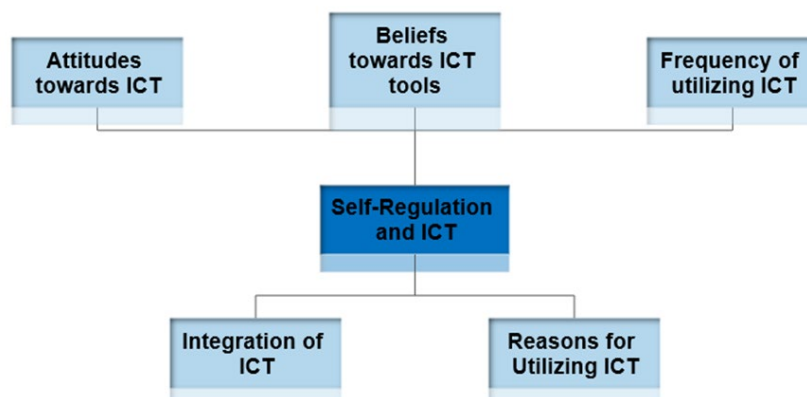 Attitudes
towards ICT
Beliefs
towards ICT
tools
Frequency of
utilizing ICT
Self-Regulation
and ICT
Integration of
ICT
Reasons for
Utilizing ICT